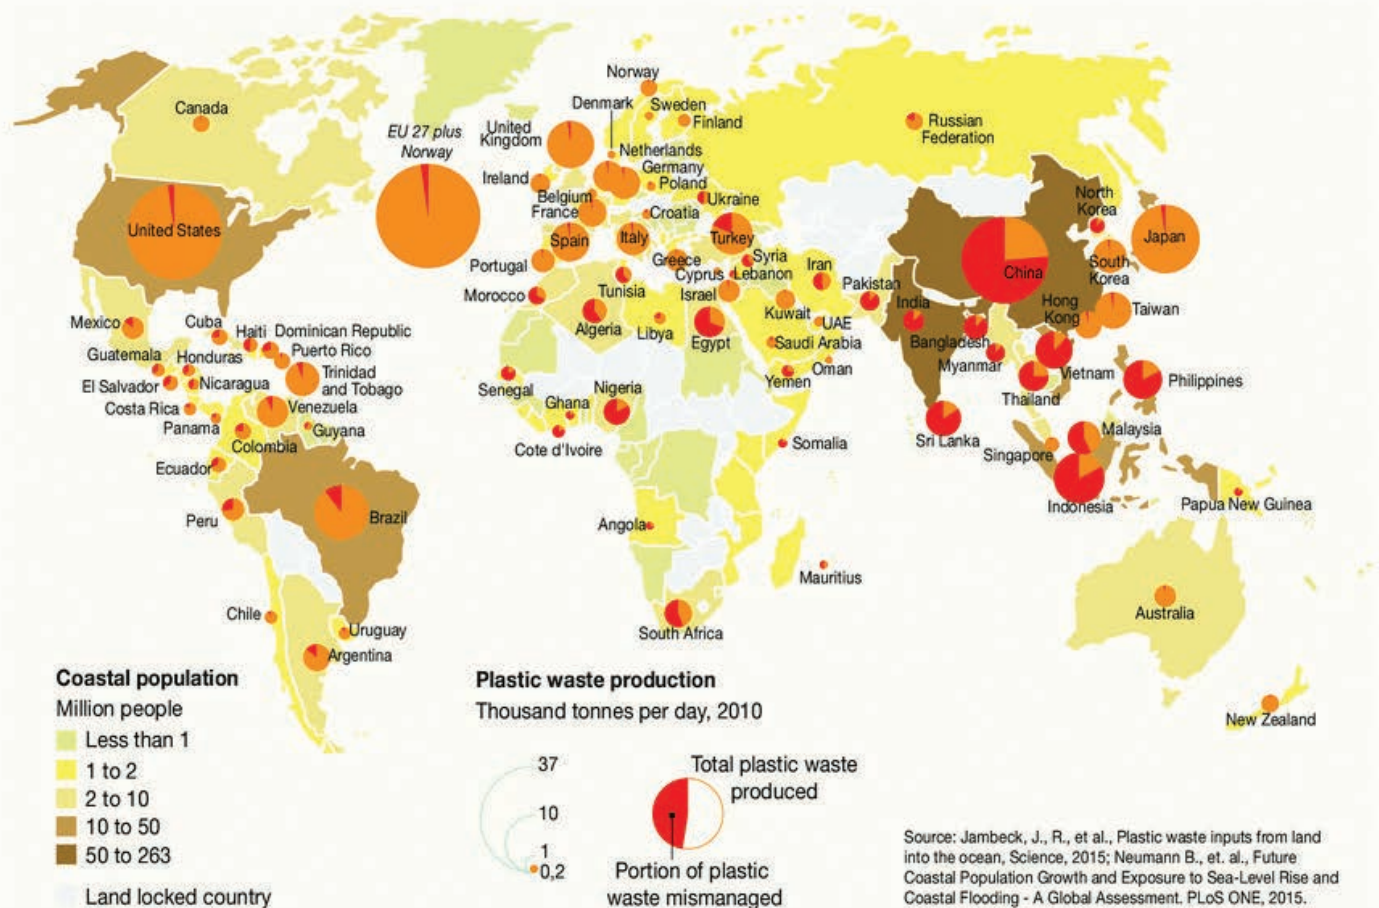 Canada
United States
EU 27 plus
Norway
Norway
Denmark
Sweden
Finland
United
Kingdom
Netherlands
Germany
Ireland
Poland
Belgium
Ukraine
France
Croatia
Spain
Italy
Turkey
Portugal
Greece
Syria
Cyprus
Lebanon
Morocco
Tunisia
Israel
Iran
Algeria
Libya
Egypt
Kuwait
UAE
Saudi Arabia
Oman
Yemen
Russian
Federation
North
Korea
Japan
China
South
Korea
Pakistan
India
Hong
Kong
Taiwan
Bangladesh
Myanmar
Vietnam
Thailand
Philippines
Sri Lanka
Malaysia
Singapore
Indonesia
Papua New Guinea
Mexico
Cuba
Haiti
Dominican Republic
Guatemala
Honduras
Puerto Rico
El Salvador
Nicaragua
Trinidad
and Tobago
Costa Rica
Venezuela
Panama
Guyana
Colombia
Ecuador
Peru
Brazil
Chile
Uruguay
Argentina
Senegal
Ghana
Nigeria
Cote d'Ivoire
Somalia
Angola
Mauritius
South Africa
Australia
New Zealand
Coastal population
Million people
Less than 1
1 to 2
2 to 10
10 to 50
50 to 263
Land locked country
Plastic waste production
Thousand tonnes per day, 2010
37
10
1
0,2
Total plastic waste
produced
Portion of plastic
waste mismanaged
Source: Jambeck, J., R., et al., Plastic waste inputs from land
into the ocean, Science, 2015; Neumann B., et. al., Future
Coastal Population Growth and Exposure to Sea-Level Rise and
Coastal Flooding - A Global Assessment. PLoS ONE, 2015.